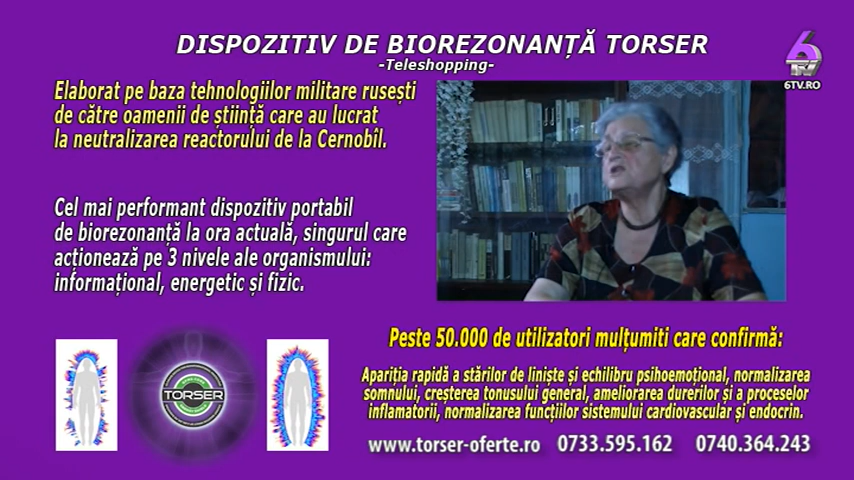 DISPOZITIV DE BIOREZONANȚĂ TORSER
-Teleshopping-
6
TV
6TV.RO
Elaborat pe baza tehnologiilor militare rusești
de către oamenii de știință care au lucrat
la neutralizarea reactorului de la Cernobîl.
Cel mai performant dispozitiv portabil
de biorezonanță la ora actuală, singurul care
acționează pe 3 nivele ale organismului:
informațional, energetic și fizic.
TORSER
Peste 50.000 de utilizatori mulțumiti care confirmă:
Apariția rapidă a stărilor de liniște și echilibru psihoemoțional, normalizarea
somnului, creșterea tonusului general, ameliorarea durerilor și a proceselor
inflamatorii, normalizarea funcțiilor sistemului cardiovascular și endocrin.
www.torser-oferte.ro 0733.595.162 0740.364.243